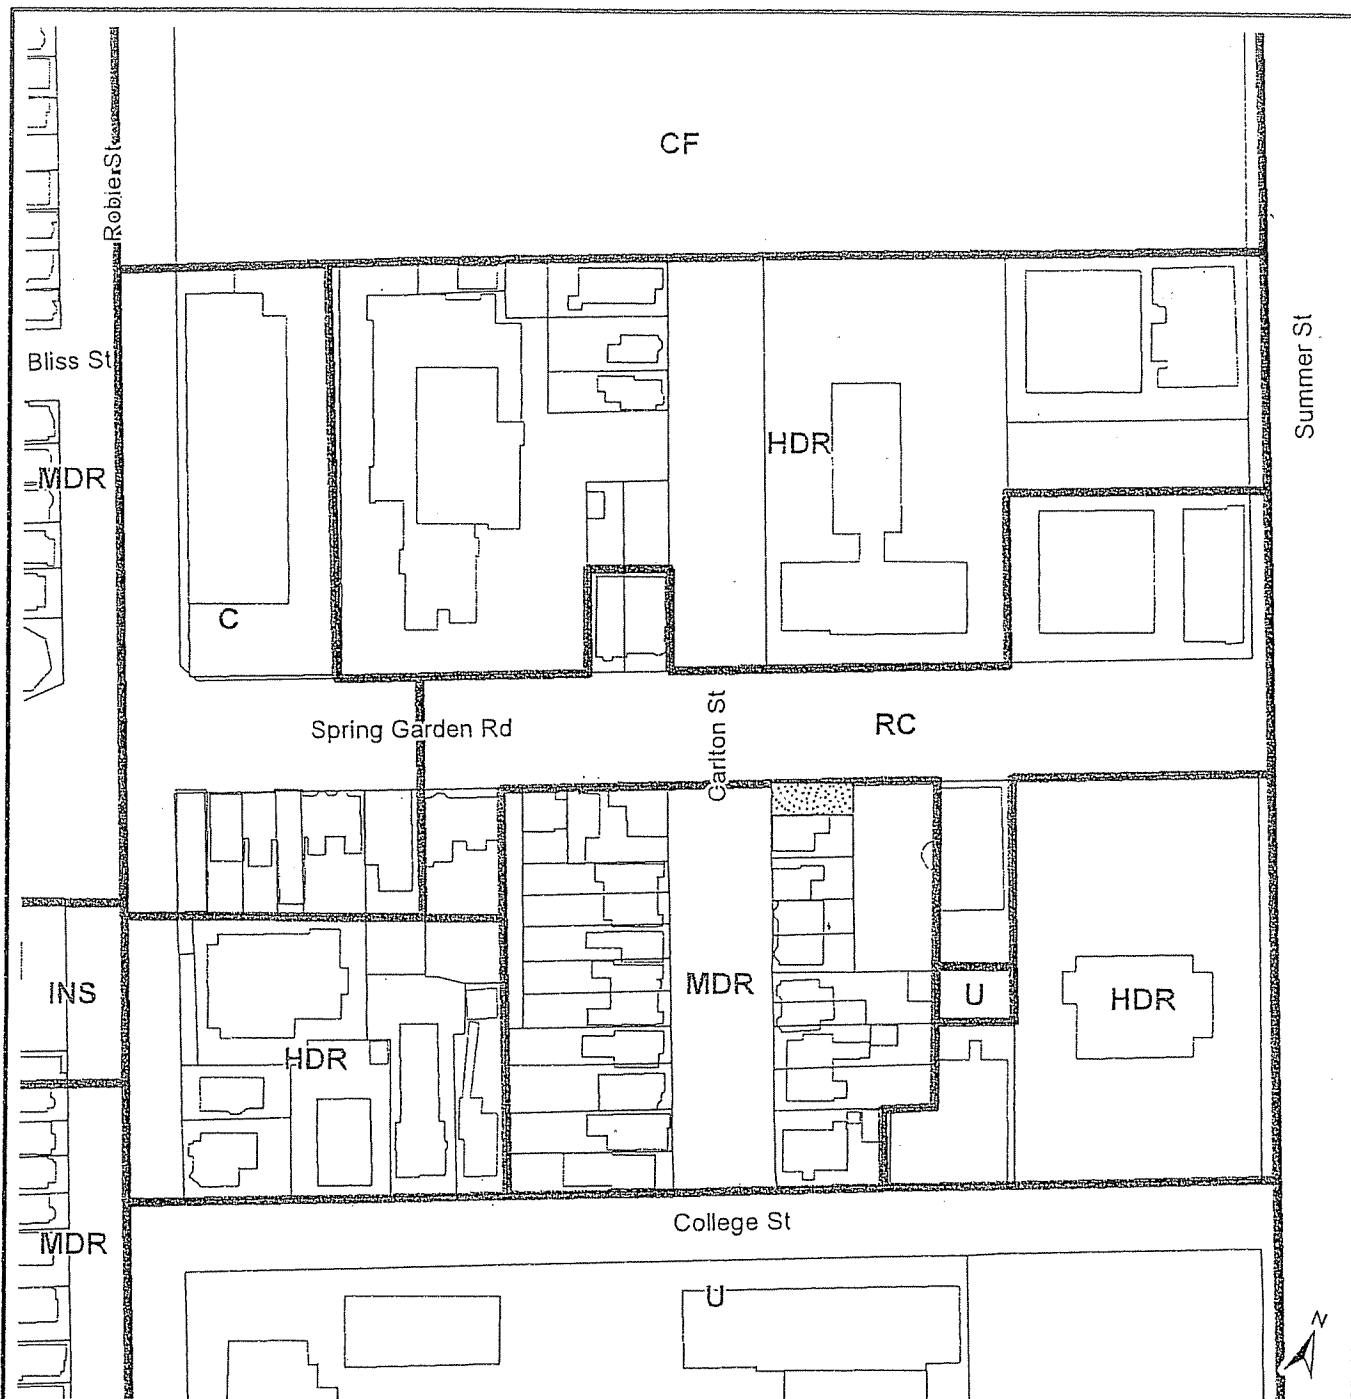 CF
Robie St
Bliss St
Summer St
HDR
MDR
C
Spring Garden Rd
Carlton St
RC
MDR
INS
U
HDR
HDR
College St
MDR
U
N